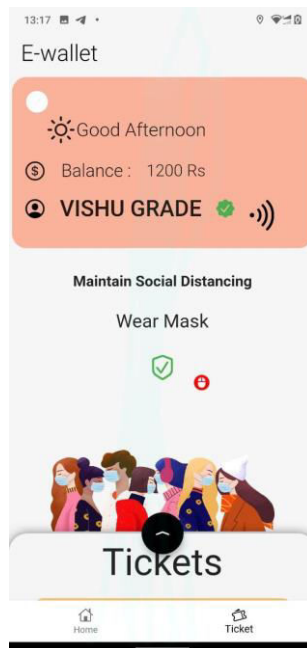 13:17
E-wallet
Good Afternoon
Balance : 1200 Rs
VISHU GRADE
Maintain Social Distancing
Wear Mask
Tickets
Home
Ticket